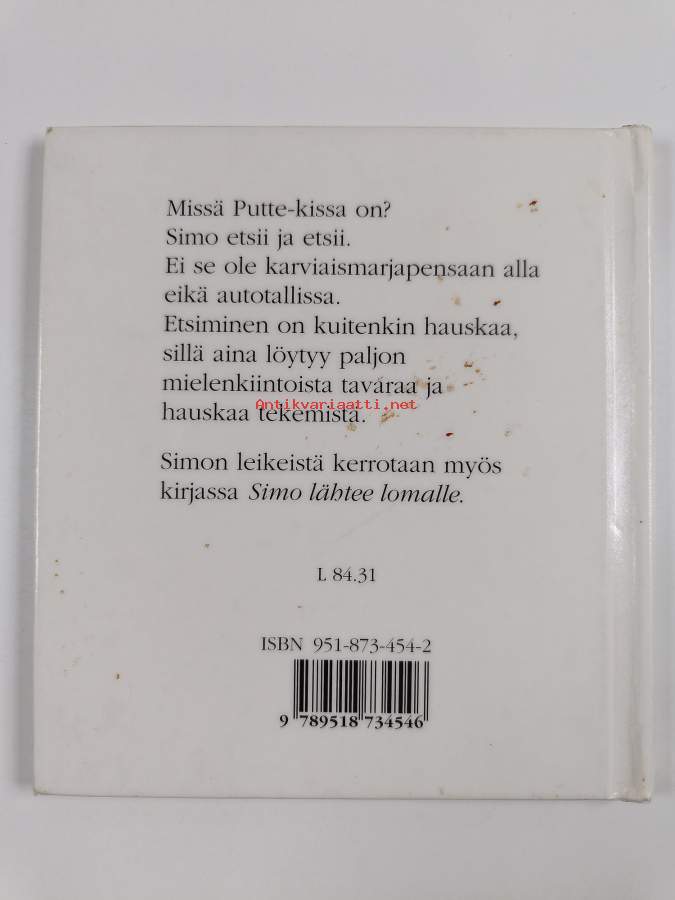 Missä Putte-kissa on?
Simo etsii ja etsii.
Ei se ole karviaismarjapensaan alla
eikä autotallissa.
Etsiminen on kuitenkin hauskaa,
sillä aina löytyy paljon
mielenkiintoista tavaraa ja
Antikvariaatti.net
hauskaa tekemistä.
Simon leikeistä kerrotaan myös
kirjassa Simo lähtee lomalle.
L 84.31
ISBN 951-873-454-2
9 789518 734546